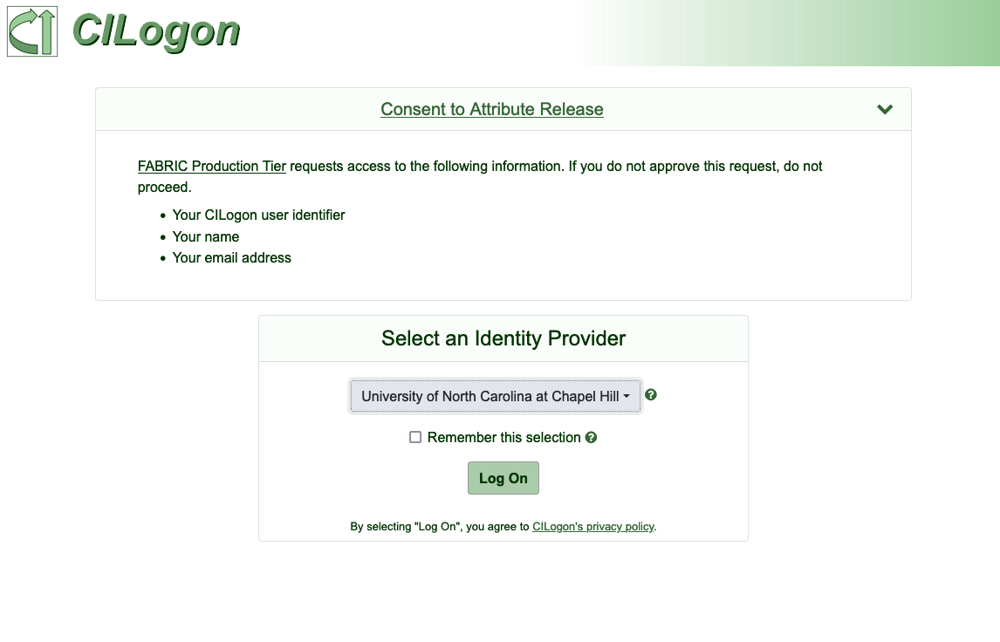 CILogon
Consent to Attribute Release
FABRIC Production Tier requests access to the following information. If you do not approve this request, do not
proceed.
Your CILogon user identifier
Your name
Your email address
Select an Identity Provider
University of North Carolina at Chapel Hill
Remember this selection
Log On
By selecting "Log On", you agree to CILogon's privacy policy.